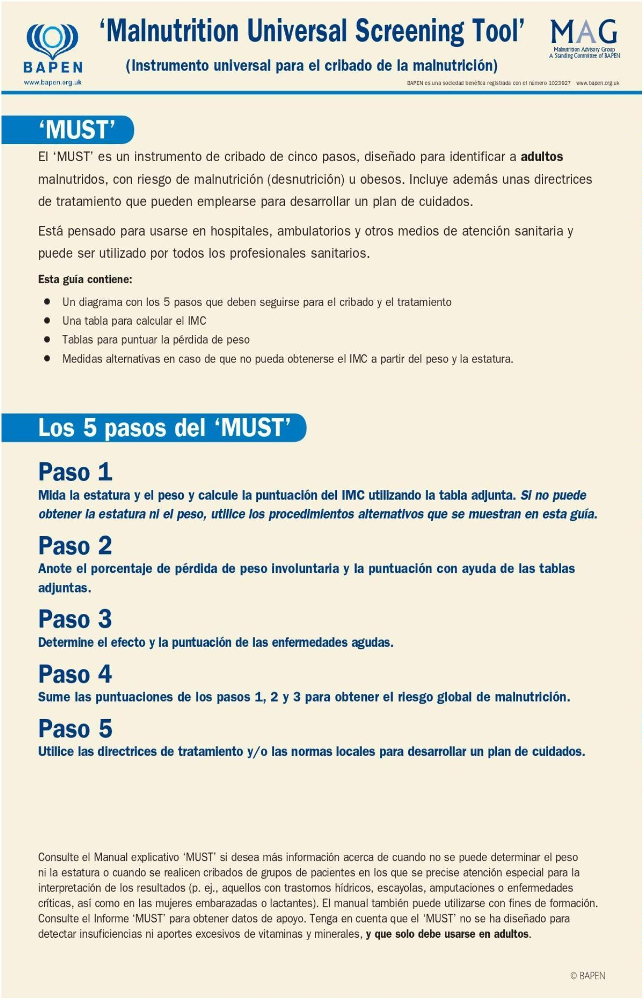 ‘Malnutrition Universal Screening Tool’
BAPEN
www.bapen.org.uk
(Instrumento universal para el cribado de la malnutrición)
MAG
Malnutrition Advisory Group
A Standing Committee of BAPEN
BAPEN es una sociedad benéfica registrada con el número 1023927 www.bapen.org.uk
‘MUST’
El ‘MUST’ es un instrumento de cribado de cinco pasos, diseñado para identificar a adultos
malnutridos, con riesgo de malnutrición (desnutrición) u obesos. Incluye además unas directrices
de tratamiento que pueden emplearse para desarrollar un plan de cuidados.
Está pensado para usarse en hospitales, ambulatorios y otros medios de atención sanitaria y
puede ser utilizado por todos los profesionales sanitarios.
Esta guía contiene:
● Un diagrama con los 5 pasos que deben seguirse para el cribado y el tratamiento
● Una tabla para calcular el IMC
● Tablas para puntuar la pérdida de peso
● Medidas alternativas en caso de que no pueda obtenerse el IMC a partir del peso y la estatura.
Los 5 pasos del ‘MUST’
Paso 1
Mida la estatura y el peso y calcule la puntuación del IMC utilizando la tabla adjunta. Si no puede
obtener la estatura ni el peso, utilice los procedimientos alternativos que se muestran en esta guía.
Paso 2
Anote el porcentaje de pérdida de peso involuntaria y la puntuación con ayuda de las tablas
adjuntas.
Paso 3
Determine el efecto y la puntuación de las enfermedades agudas.
Paso 4
Sume las puntuaciones de los pasos 1, 2 y 3 para obtener el riesgo global de malnutrición.
Paso 5
Utilice las directrices de tratamiento y/o las normas locales para desarrollar un plan de cuidados.
Consulte el Manual explicativo ‘MUST’ si desea más información acerca de cuando no se puede determinar el peso
ni la estatura o cuando se realicen cribados de grupos de pacientes en los que se precise atención especial para la
interpretación de los resultados (p. ej., aquellos con trastornos hídricos, escayolas, amputaciones o enfermedades
críticas, así como en las mujeres embarazadas o lactantes). El manual también puede utilizarse con fines de formación.
Consulte el Informe ‘MUST’ para obtener datos de apoyo. Tenga en cuenta que el ‘MUST’ no se ha diseñado para
detectar insuficiencias ni aportes excesivos de vitaminas y minerales, y que solo debe usarse en adultos.
© BAPEN